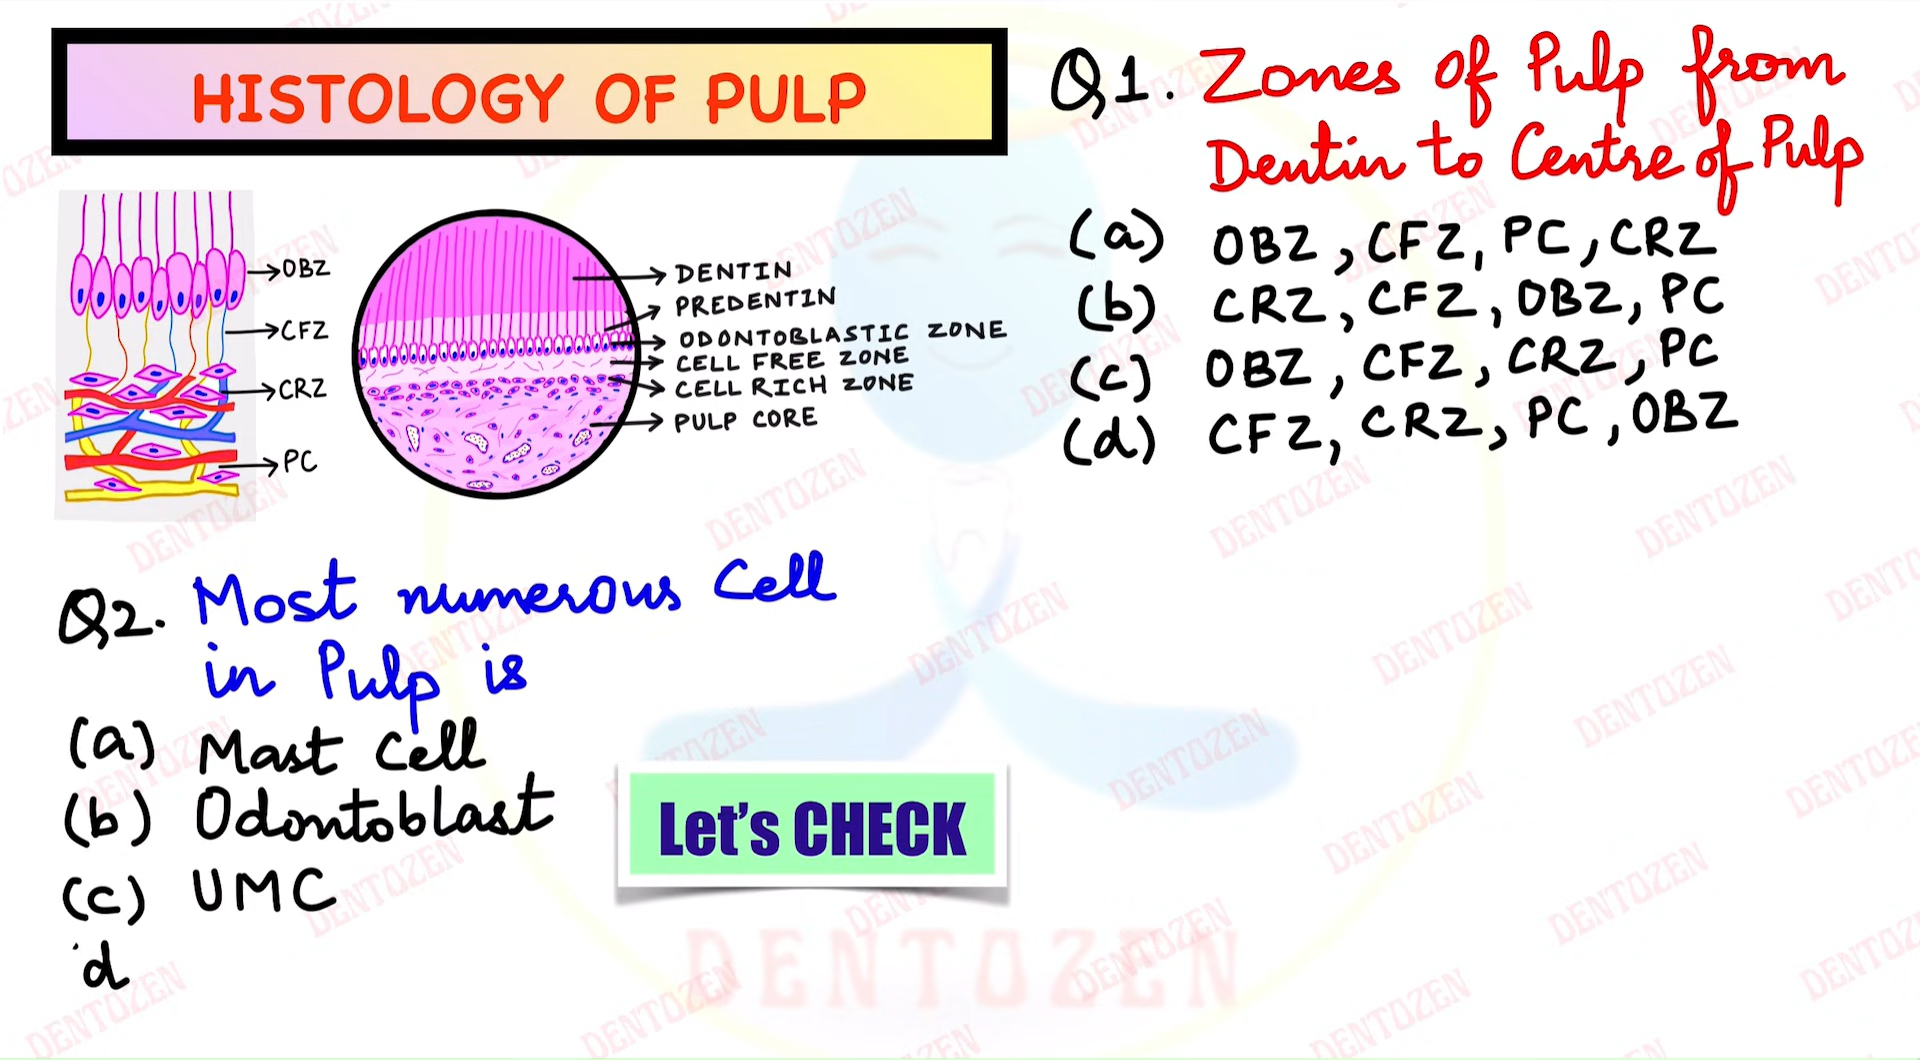 HISTOLOGY OF PULP
OBZ
CFZ
CRZ
PC
DENTIN
PREDENTIN
ODONTOBLASTIC ZONE
CELL FREE ZONE
CELL RICH ZONE
PULP CORE
Q1. Zones of Pulp from
Dentin to Centre of Pulp
(a) OBZ, CFZ, PC, CRZ
(b) CRZ, CFZ, OBZ, PC
(c) OBZ, CFZ, CRZ, PC
(d) CFZ, CRZ, PC, OBZ
Q2. Most numerous Cell
in Pulp is
(a) Mast Cell
(b) Odontoblast
(c) UMC
d
Let's CHECK
DENTOZEN